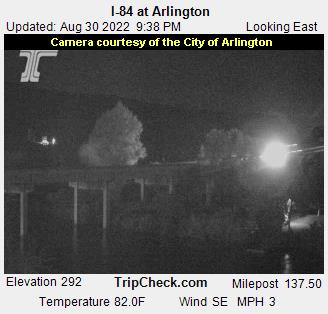 I-84 at Arlington
Updated: Aug 30 2022 9:38 PM Looking East
Camera courtesy of the City of Arlington
Elevation 292 TripCheck.com Milepost 137.50
Temperature 82.0F Wind SE MPH 3